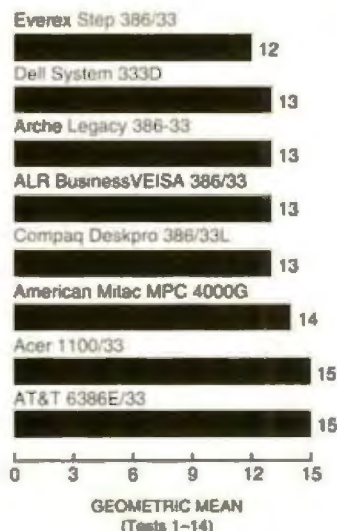 Everex Step 386/33
12
Dell System 333D
13
Arche Legacy 386-33
13
ALR BusinessVEISA 386/33
13
Compaq Deskpro 386/33L
13
American Mitac MPC 4000G
14
Acer 1100/33
15
AT&T 6386E/33
15
0 3 6 9 12 15
GEOMETRIC MEAN
(Tests 1–14)